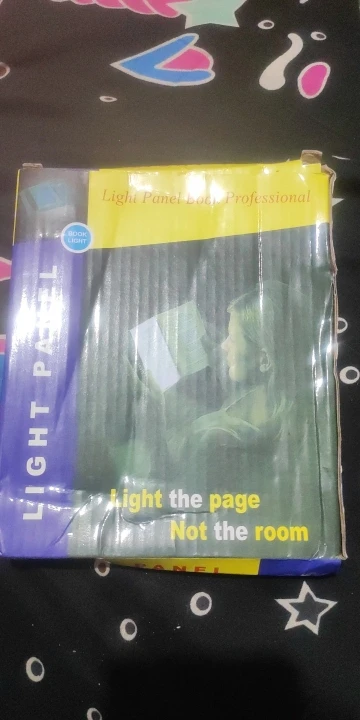 Light Panel Book Professional
BOOK
LIGHT
LIGHT PANEL
Light the page
Not the room
PANEL